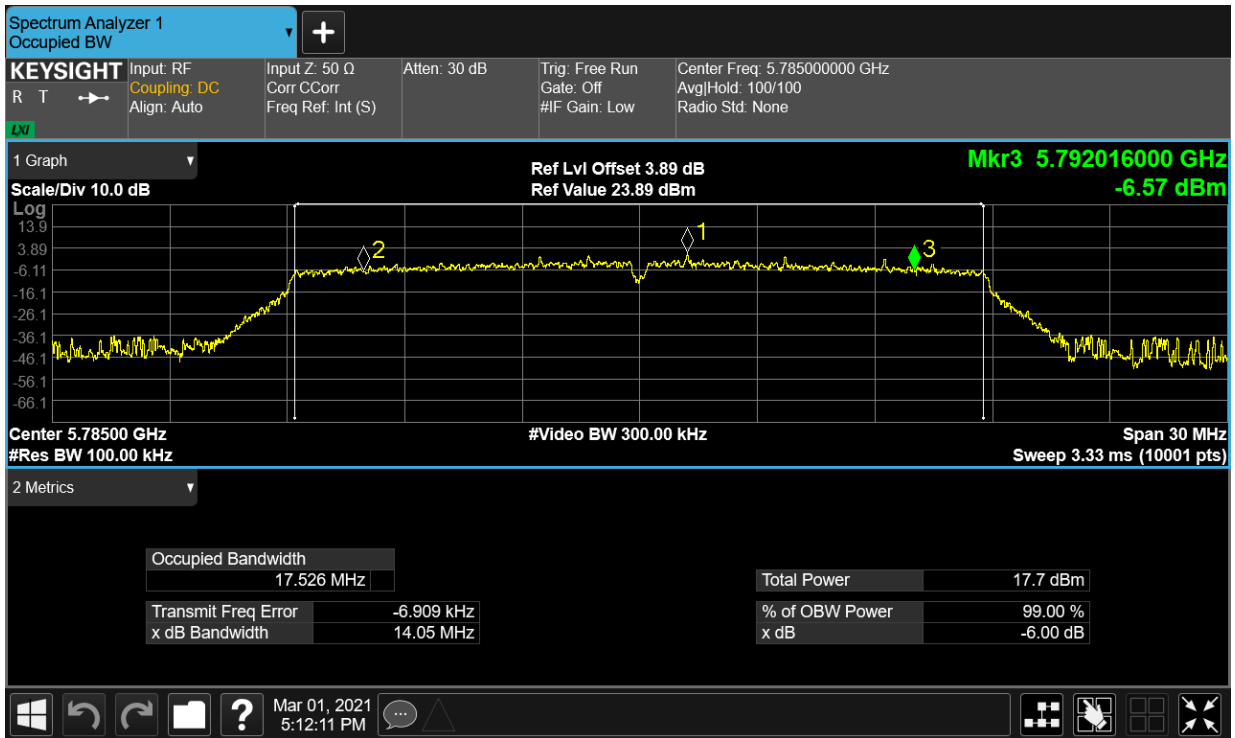 Spectrum Analyzer 1
Occupied BW
KEYSIGHT
R T
LXI
Input: RF
Coupling: DC
Align: Auto
Input Z: 50 Ω
Corr CCorr
Freq Ref: Int (S)
Atten: 30 dB
Trig: Free Run
Gate: Off
#IF Gain: Low
Center Freq: 5.785000000 GHz
Avg|Hold: 100/100
Radio Std: None
1 Graph
Scale/Div 10.0 dB
Ref Lvl Offset 3.89 dB
Ref Value 23.89 dBm
Mkr3 5.792016000 GHz
-6.57 dBm
Log
13.9
3.89
-6.11
-16.1
-26.1
-36.1
-46.1
-56.1
-66.1
2
1
3
Center 5.78500 GHz
#Res BW 100.00 kHz
#Video BW 300.00 kHz
Span 30 MHz
Sweep 3.33 ms (10001 pts)
2 Metrics
Occupied Bandwidth
17.526 MHz
Transmit Freq Error -6.909 kHz
x dB Bandwidth 14.05 MHz
Total Power 17.7 dBm
% of OBW Power 99.00 %
x dB -6.00 dB
?
Mar 01, 2021
5:12:11 PM